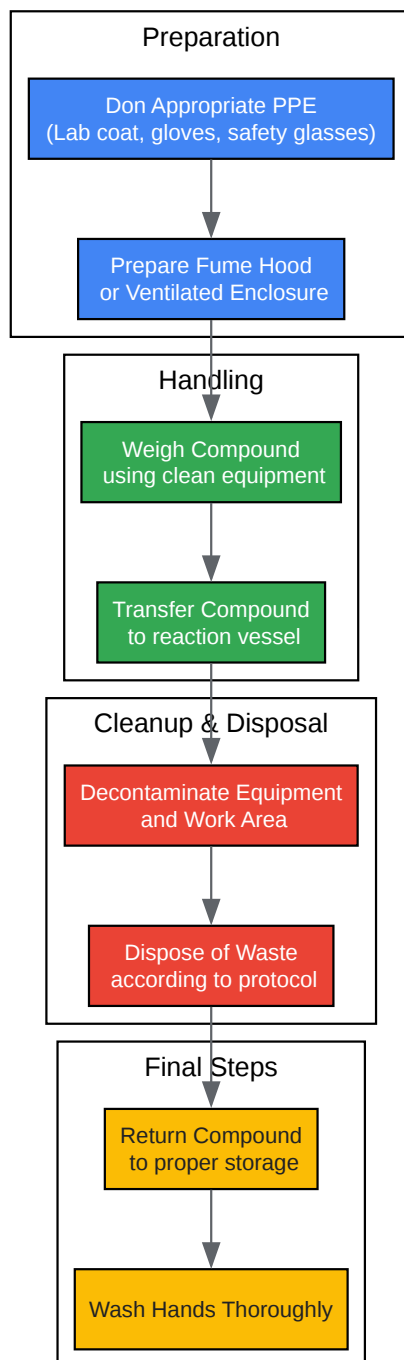 Preparation
Don Appropriate PPE
(Lab coat, gloves, safety glasses)
Prepare Fume Hood
or Ventilated Enclosure
Handling
Weigh Compound
using clean equipment
Transfer Compound
to reaction vessel
Cleanup & Disposal
Decontaminate Equipment
and Work Area
Dispose of Waste
according to protocol
Final Steps
Return Compound
to proper storage
Wash Hands Thoroughly